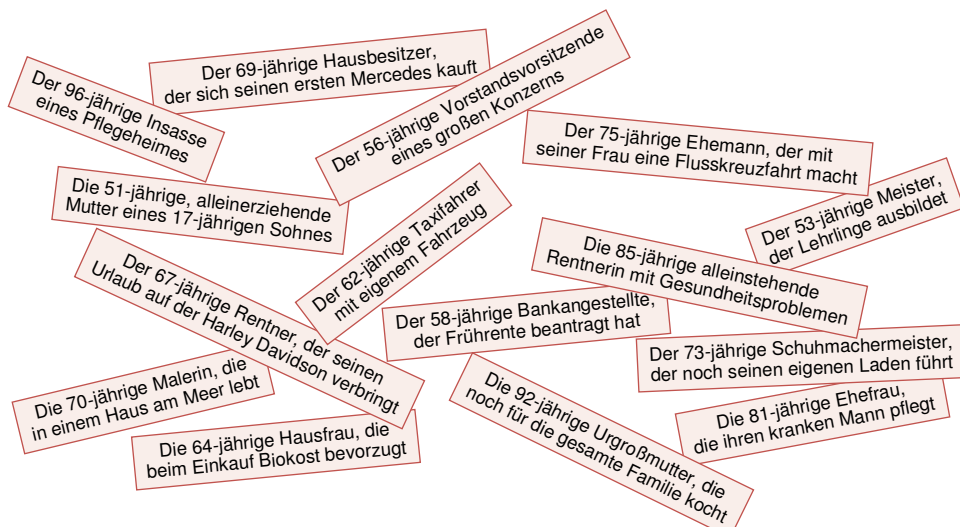 Der 69-jährige Hausbesitzer,
der sich seinen ersten Mercedes kauft
Der 96-jährige Insasse
eines Pflegeheimes
Der 56-jährige Vorstandsvorsitzende
eines großen Konzerns
Der 75-jährige Ehemann, der mit
seiner Frau eine Flusskreuzfahrt macht
Die 51-jährige, alleinerziehende
Mutter eines 17-jährigen Sohnes
Der 53-jährige Meister,
der Lehrlinge ausbildet
Der 62-jährige Taxifahrer
mit eigenem Fahrzeug
Die 85-jährige alleinstehende
Rentnerin mit Gesundheitsproblemen
Der 67-jährige Rentner, der seinen
Urlaub auf der Harley Davidson verbringt
Der 58-jährige Bankangestellte,
der Frührente beantragt hat
Der 73-jährige Schuhmachermeister,
der noch seinen eigenen Laden führt
Die 70-jährige Malerin, die
in einem Haus am Meer lebt
Die 92-jährige Urgroßmutter, die
noch für die gesamte Familie kocht
Die 81-jährige Ehefrau,
die ihren kranken Mann pflegt
Die 64-jährige Hausfrau, die
beim Einkauf Biokost bevorzugt